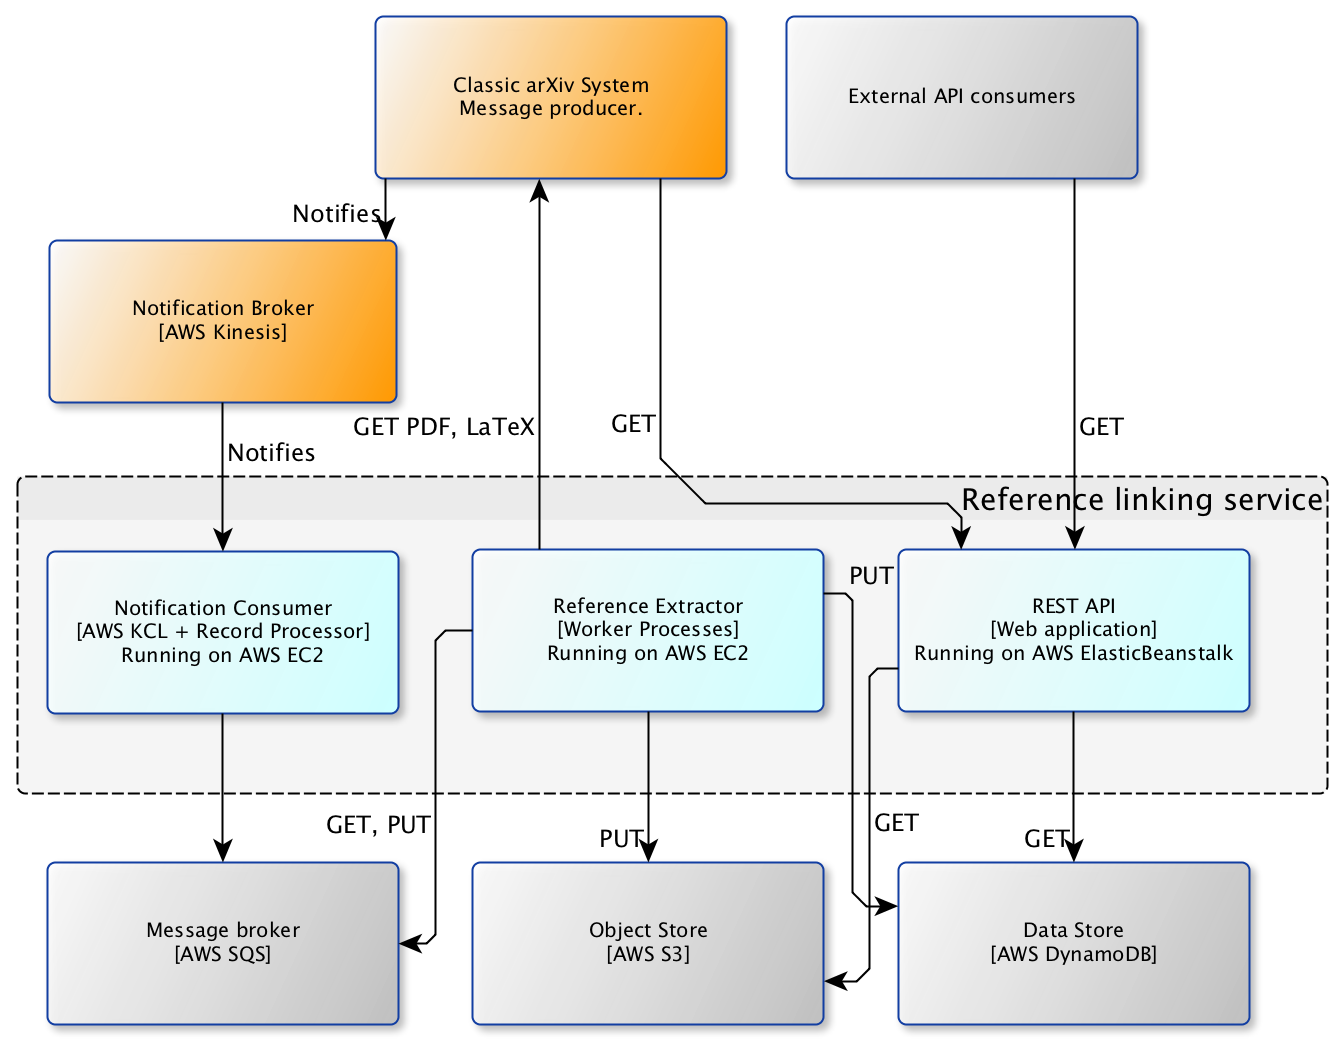 Classic arXiv System
Message producer.
External API consumers
Notifies
Notification Broker
[AWS Kinesis]
GET PDF, LaTeX
GET
GET
Notifies
Reference linking service
Notification Consumer
[AWS KCL + Record Processor]
Running on AWS EC2
Reference Extractor
[Worker Processes]
Running on AWS EC2
PUT
REST API
[Web application]
Running on AWS ElasticBeanstalk
GET, PUT
PUT
GET
GET
Message broker
[AWS SQS]
Object Store
[AWS S3]
Data Store
[AWS DynamoDB]